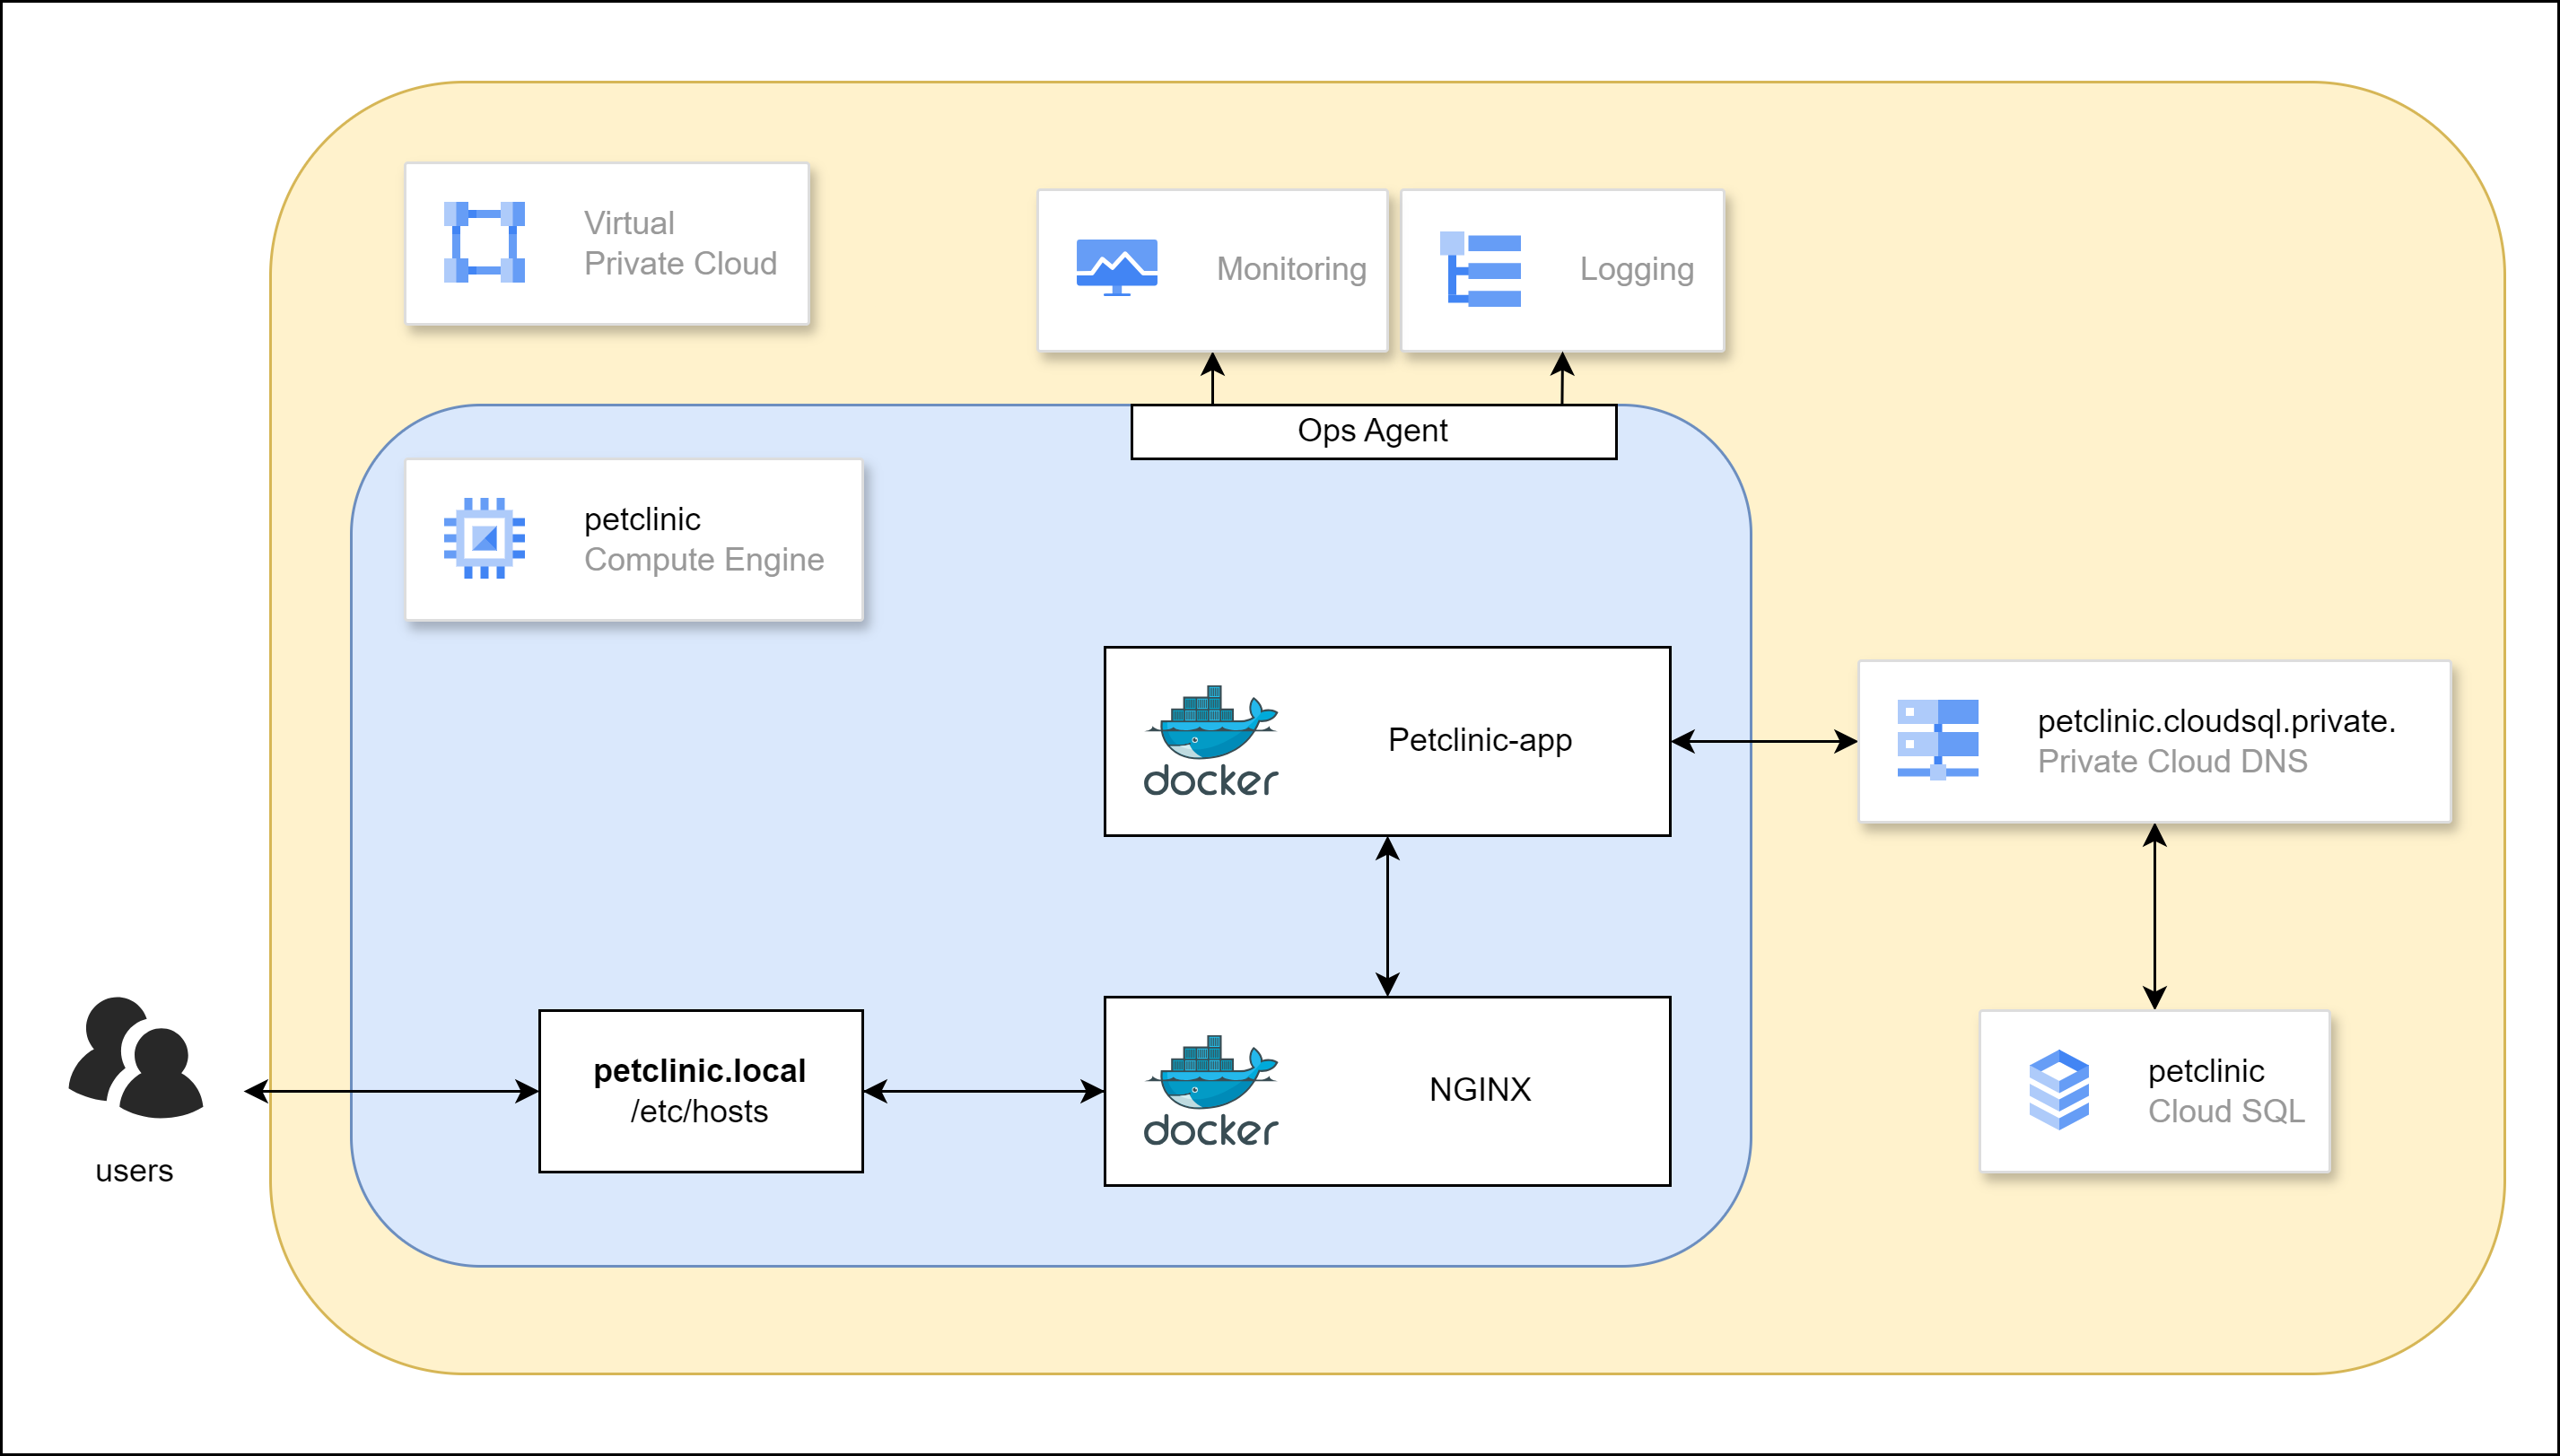 Virtual
Private Cloud
Monitoring
Logging
Ops Agent
petclinic
Compute Engine
docker
Petclinic-app
petclinic.cloudsql.private.
Private Cloud DNS
users
petclinic.local
/etc/hosts
docker
NGINX
petclinic
Cloud SQL